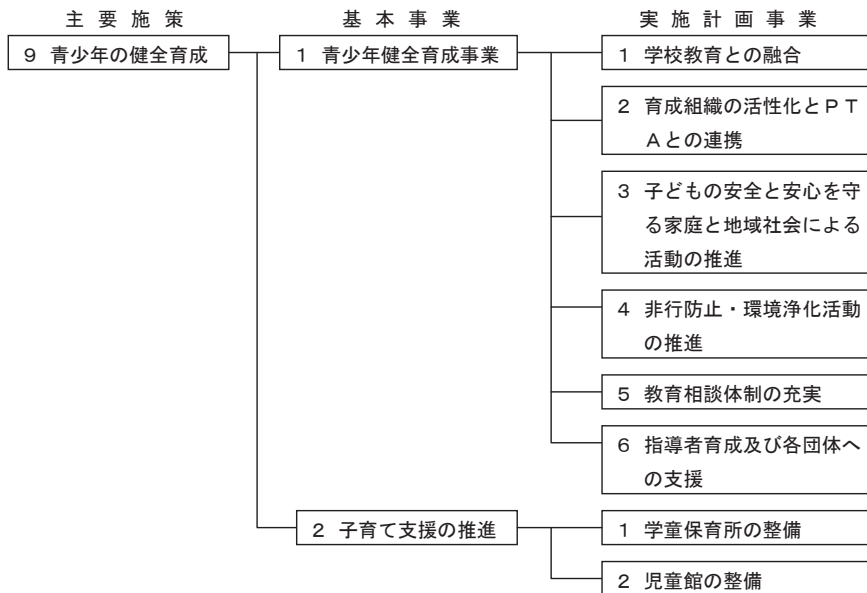 主要施策　基本事業　実施計画事業
９ 青少年の健全育成　１ 青少年健全育成事業　１ 学校教育との融合
２ 育成組織の活性化とＰＴ
Ａとの連携
３ 子どもの安全と安心を守
る家庭と地域社会による
活動の推進
４ 非行防止・環境浄化活動
の推進
５ 教育相談体制の充実
６ 指導者育成及び各団体へ
の支援
２ 子育て支援の推進　１ 学童保育所の整備
２ 児童館の整備